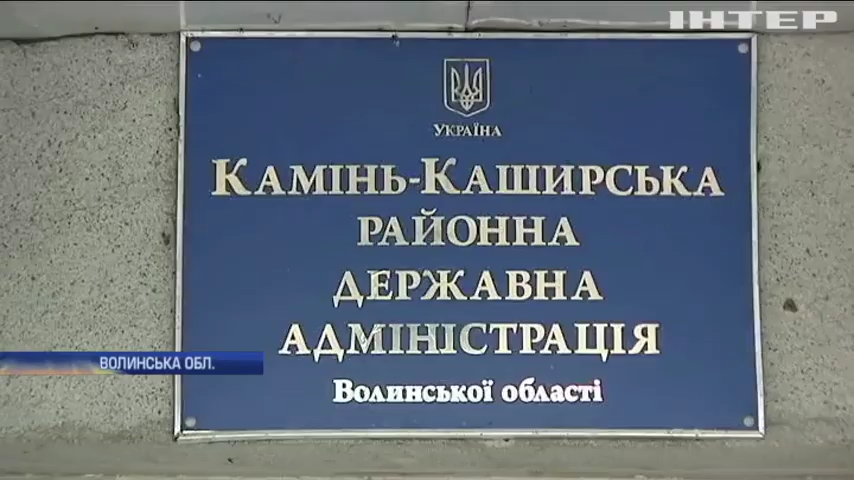 ІНТЕР
УКРАЇНА
КАМІНЬ-КАШИРСЬКА
РАЙОННА
ДЕРЖАВНА
АДМІНІСТРАЦІЯ
Волинської області
ВОЛИНСЬКА ОБЛ.